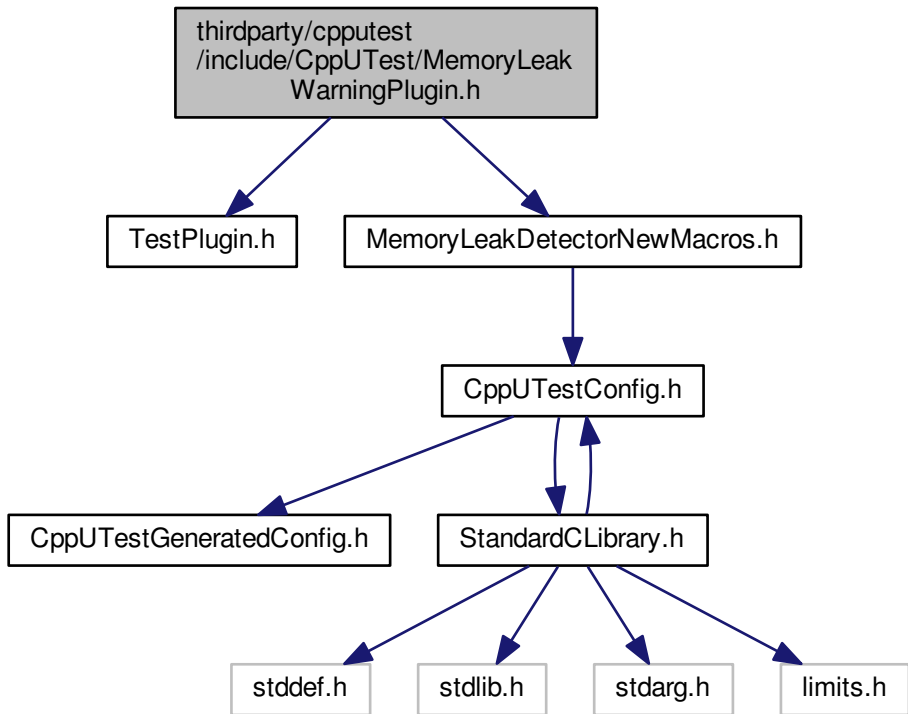 thirdparty/cpputest
/include/CppUTest/MemoryLeak
WarningPlugin.h
TestPlugin.h
MemoryLeakDetectorNewMacros.h
CppUTestConfig.h
CppUTestGeneratedConfig.h
StandardCLibrary.h
stddef.h
stdlib.h
stdarg.h
limits.h